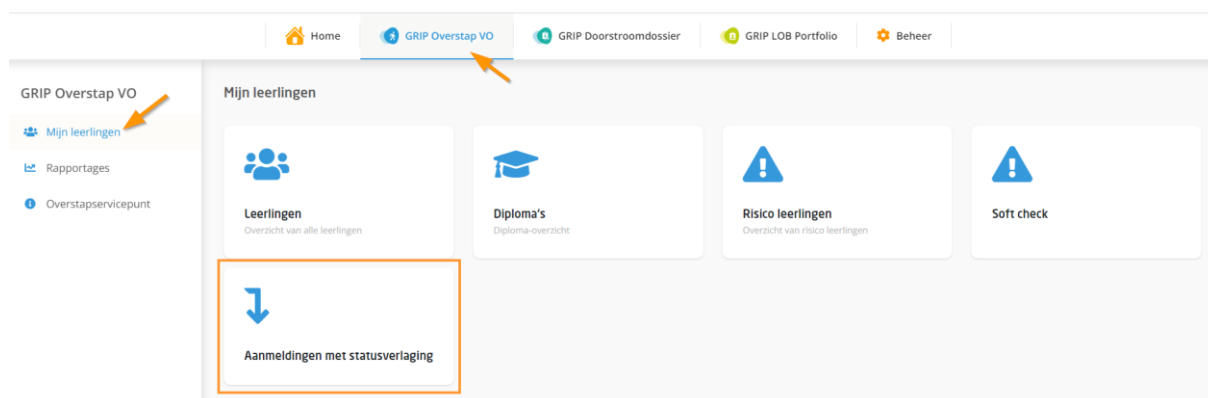 Home
GRIP Overstap VO
GRIP Doorstroomdossier
GRIP LOB Portfolio
Beheer
GRIP Overstap VO
Mijn leerlingen
Rapportages
Overstapservicepunt
Mijn leerlingen
Leerlingen
Overzicht van alle leerlingen
Diploma's
Diploma-overzicht
Risico leerlingen
Overzicht van risico leerlingen
Soft check
Aanmeldingen met statusverlaging